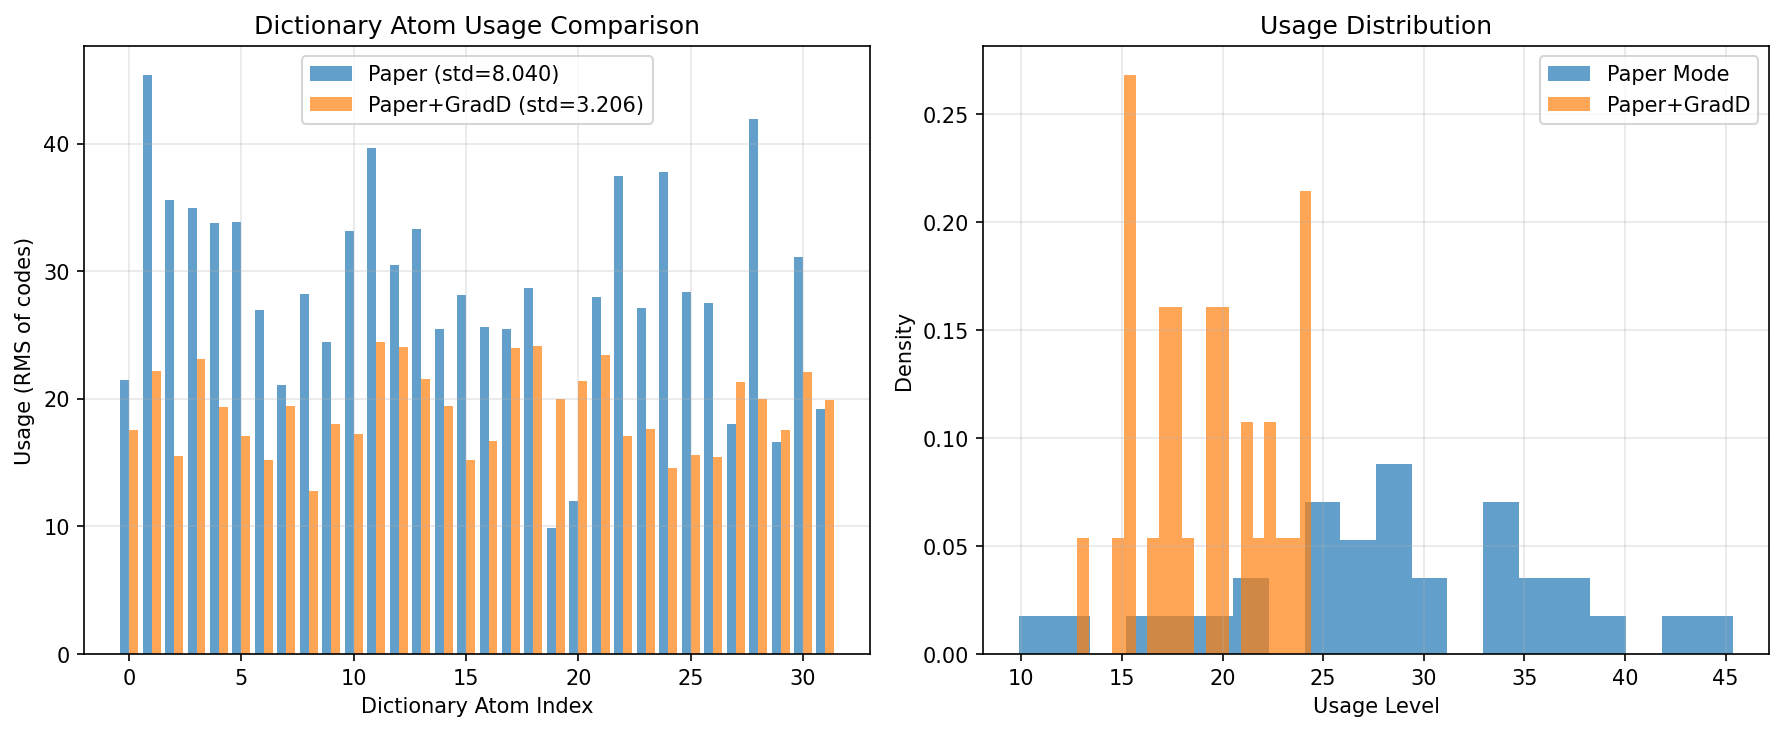 Dictionary Atom Usage Comparison
Paper (std=8.040)
Paper+GradD (std=3.206)
Usage (RMS of codes)
40
30
20
10
0
0 5 10 15 20 25 30
Dictionary Atom Index
Usage Distribution
Paper Mode
Paper+GradD
Density
0.25
0.20
0.15
0.10
0.05
0.00
10 15 20 25 30 35 40 45
Usage Level